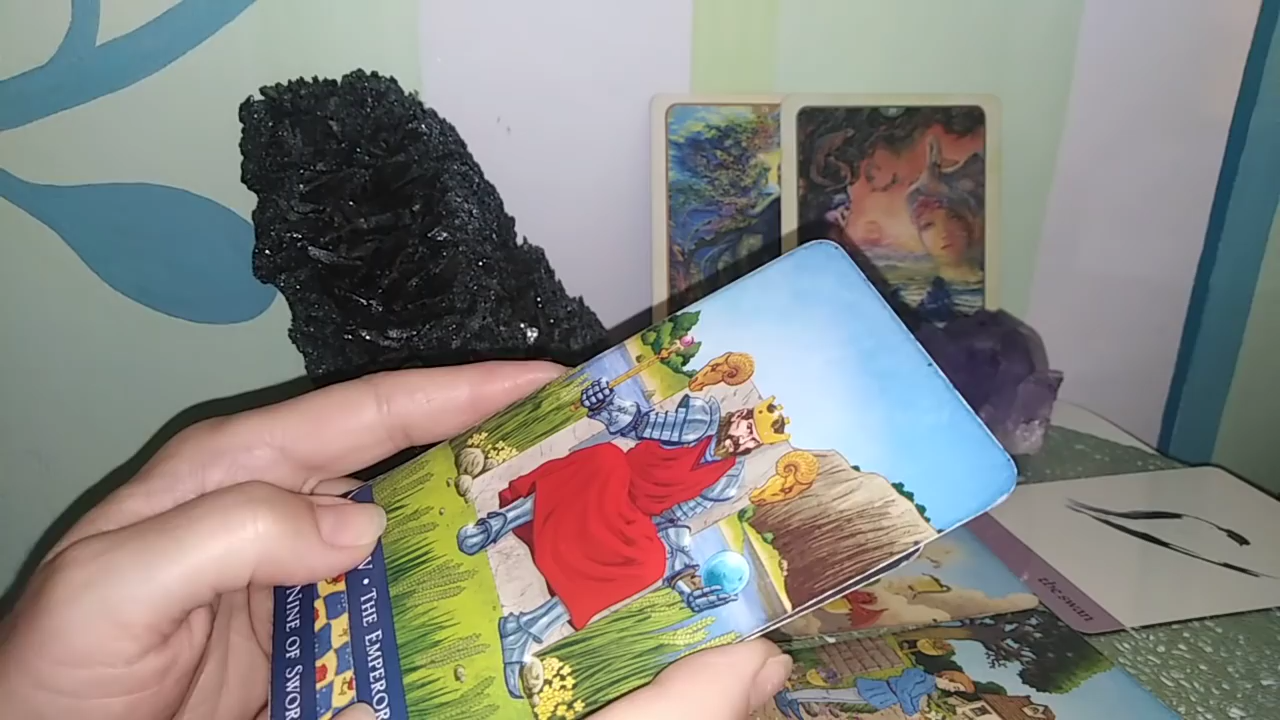 V • THE EMPEROR
NINE OF SWOR
the swan